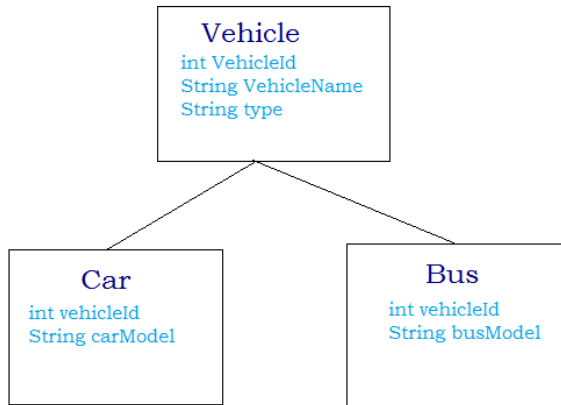 Vehicle
int VehicleId
String VehicleName
String type
Car
int vehicleId
String carModel
Bus
int vehicleId
String busModel